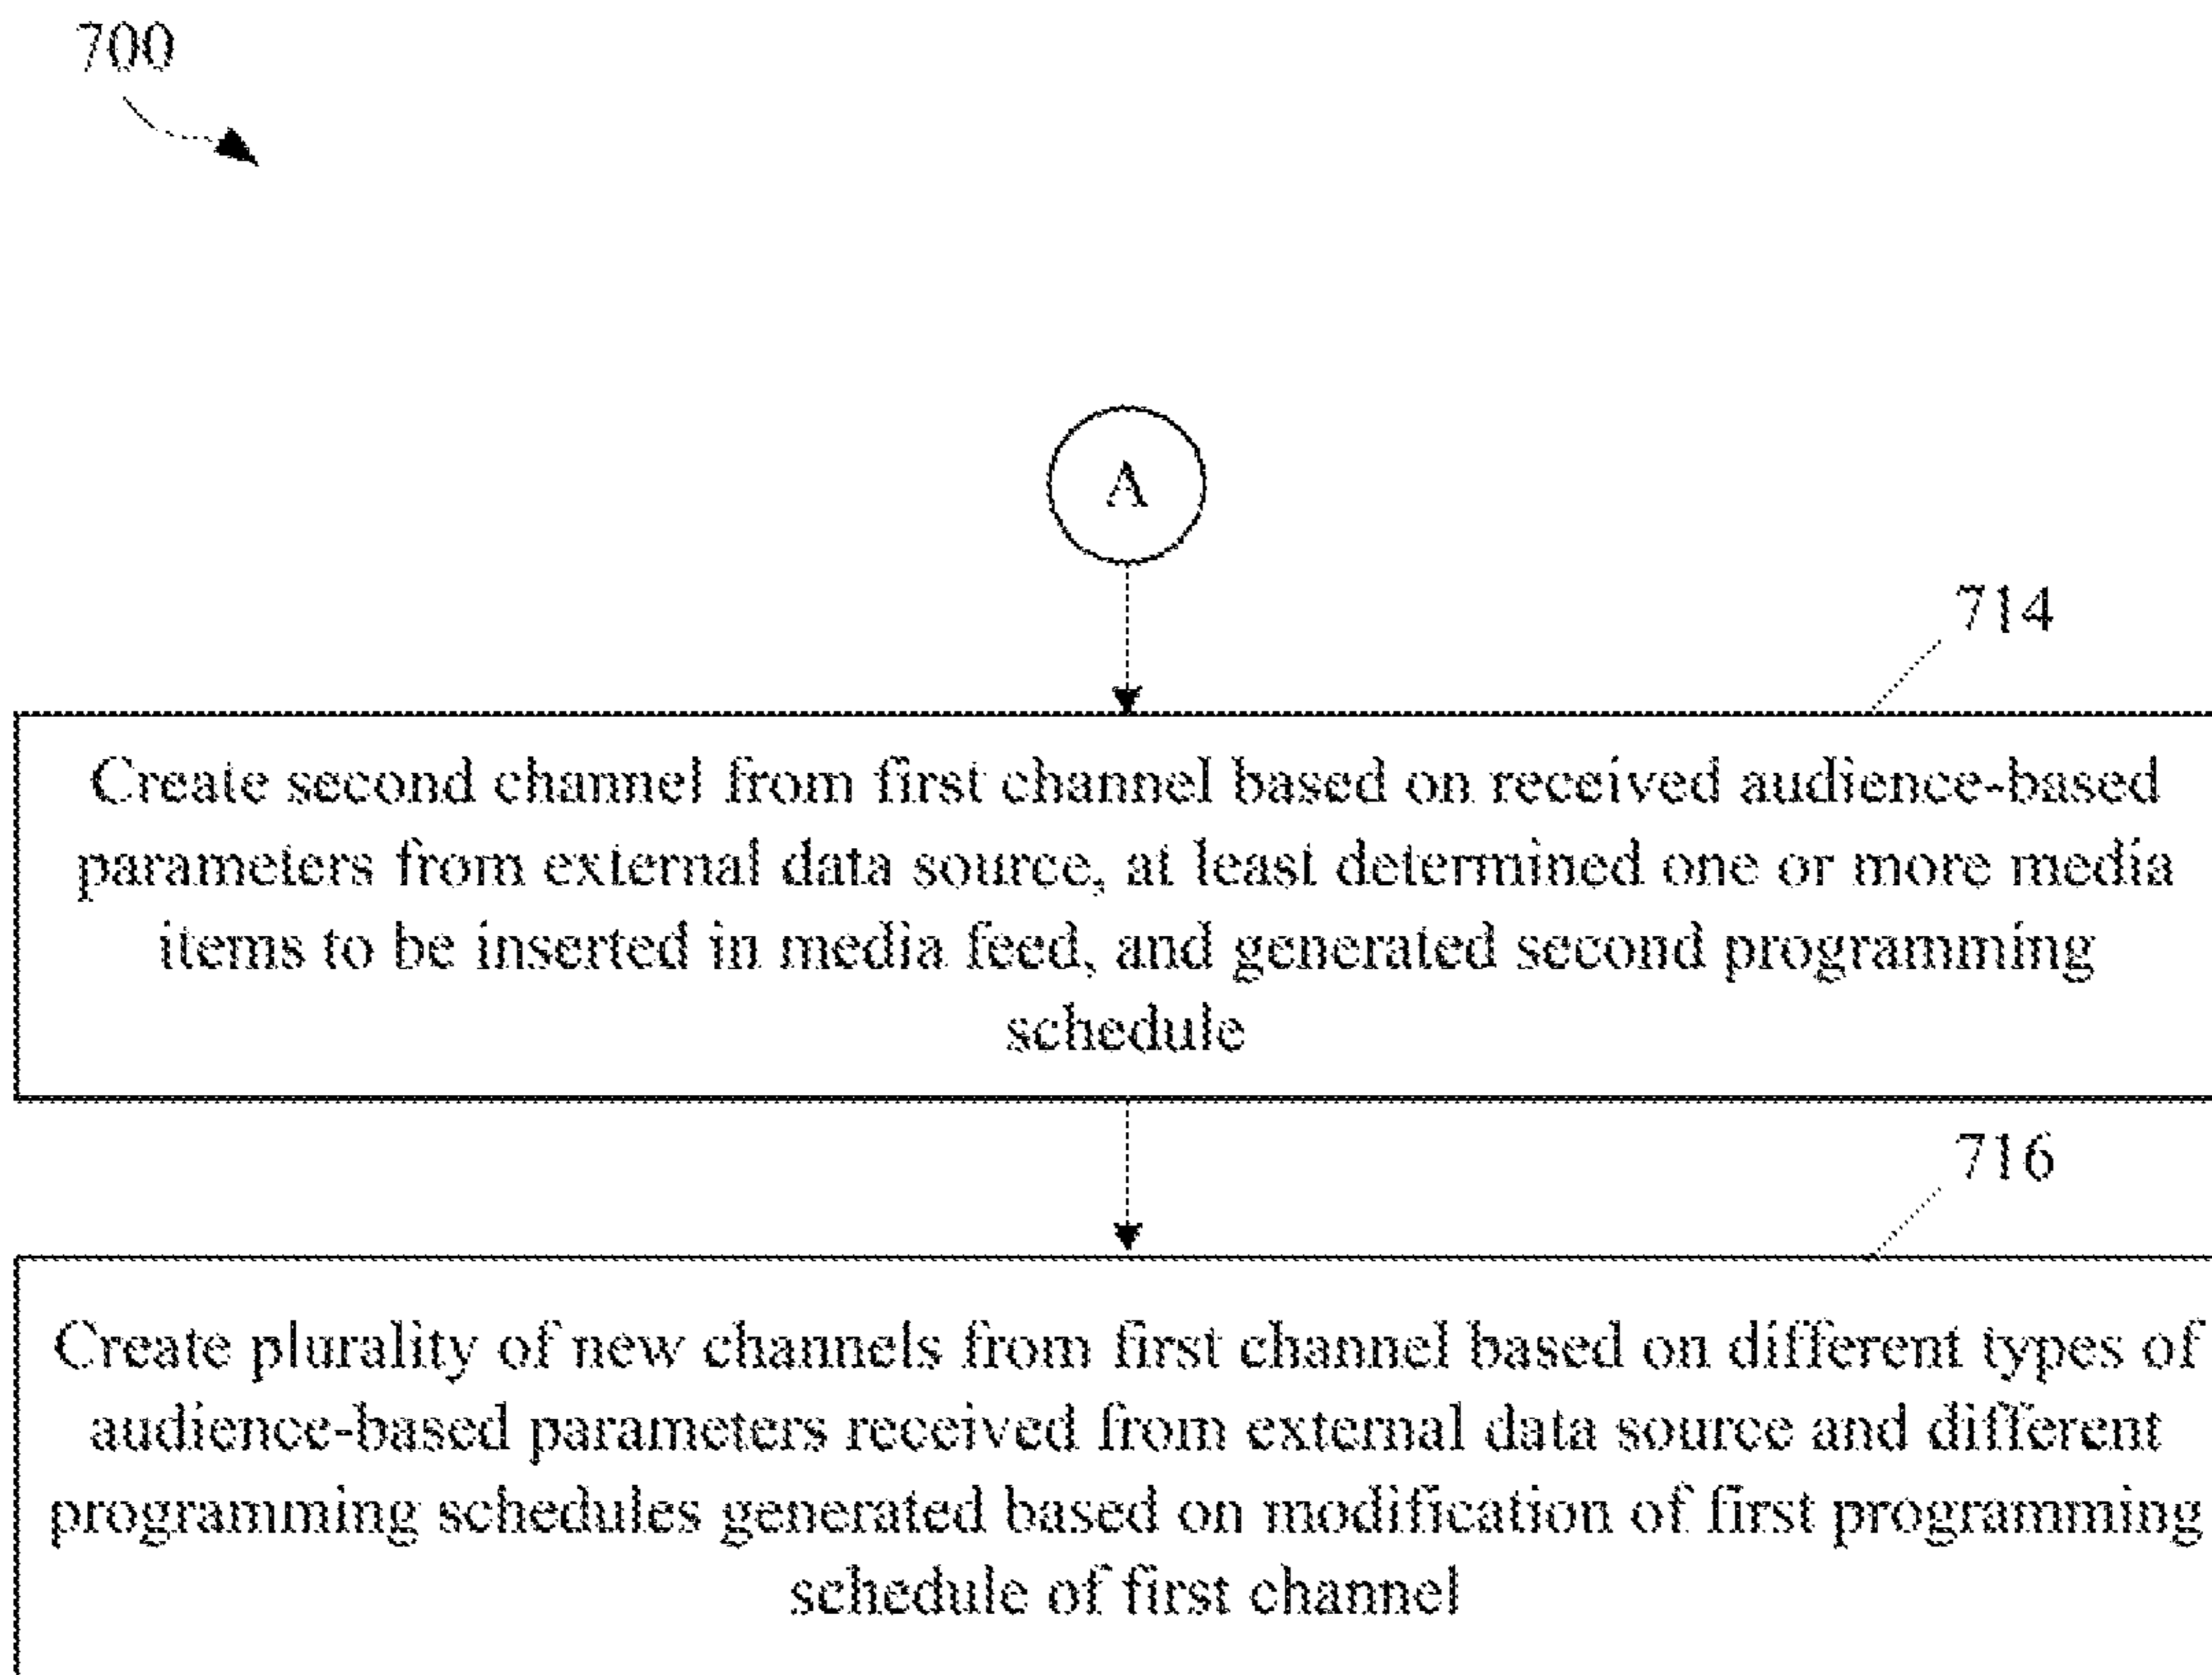 700
A
714
Create second channel from first channel based on received audience-based
parameters from external data source, at least determined one or more media
items to be inserted in media feed, and generated second programming
schedule
716
Create plurality of new channels from first channel based on different types of
audience-based parameters received from external data source and different
programming schedules generated based on modification of first programming
schedule of first channel